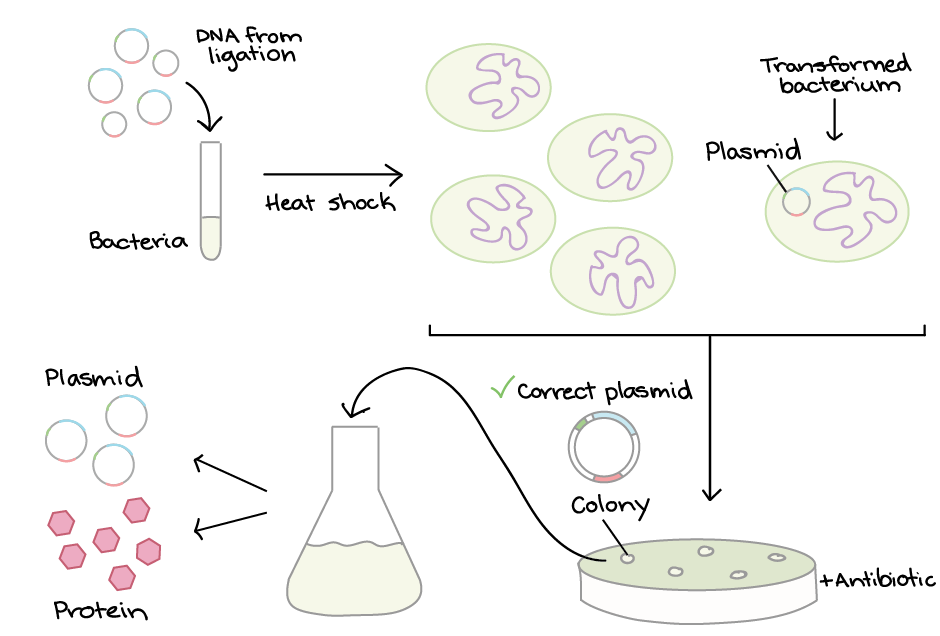 DNA from
ligation
Transformed
bacterium
Plasmid
Heat shock
Bacteria
Plasmid
✓ Correct plasmid
Colony
+Antibiotic
Protein